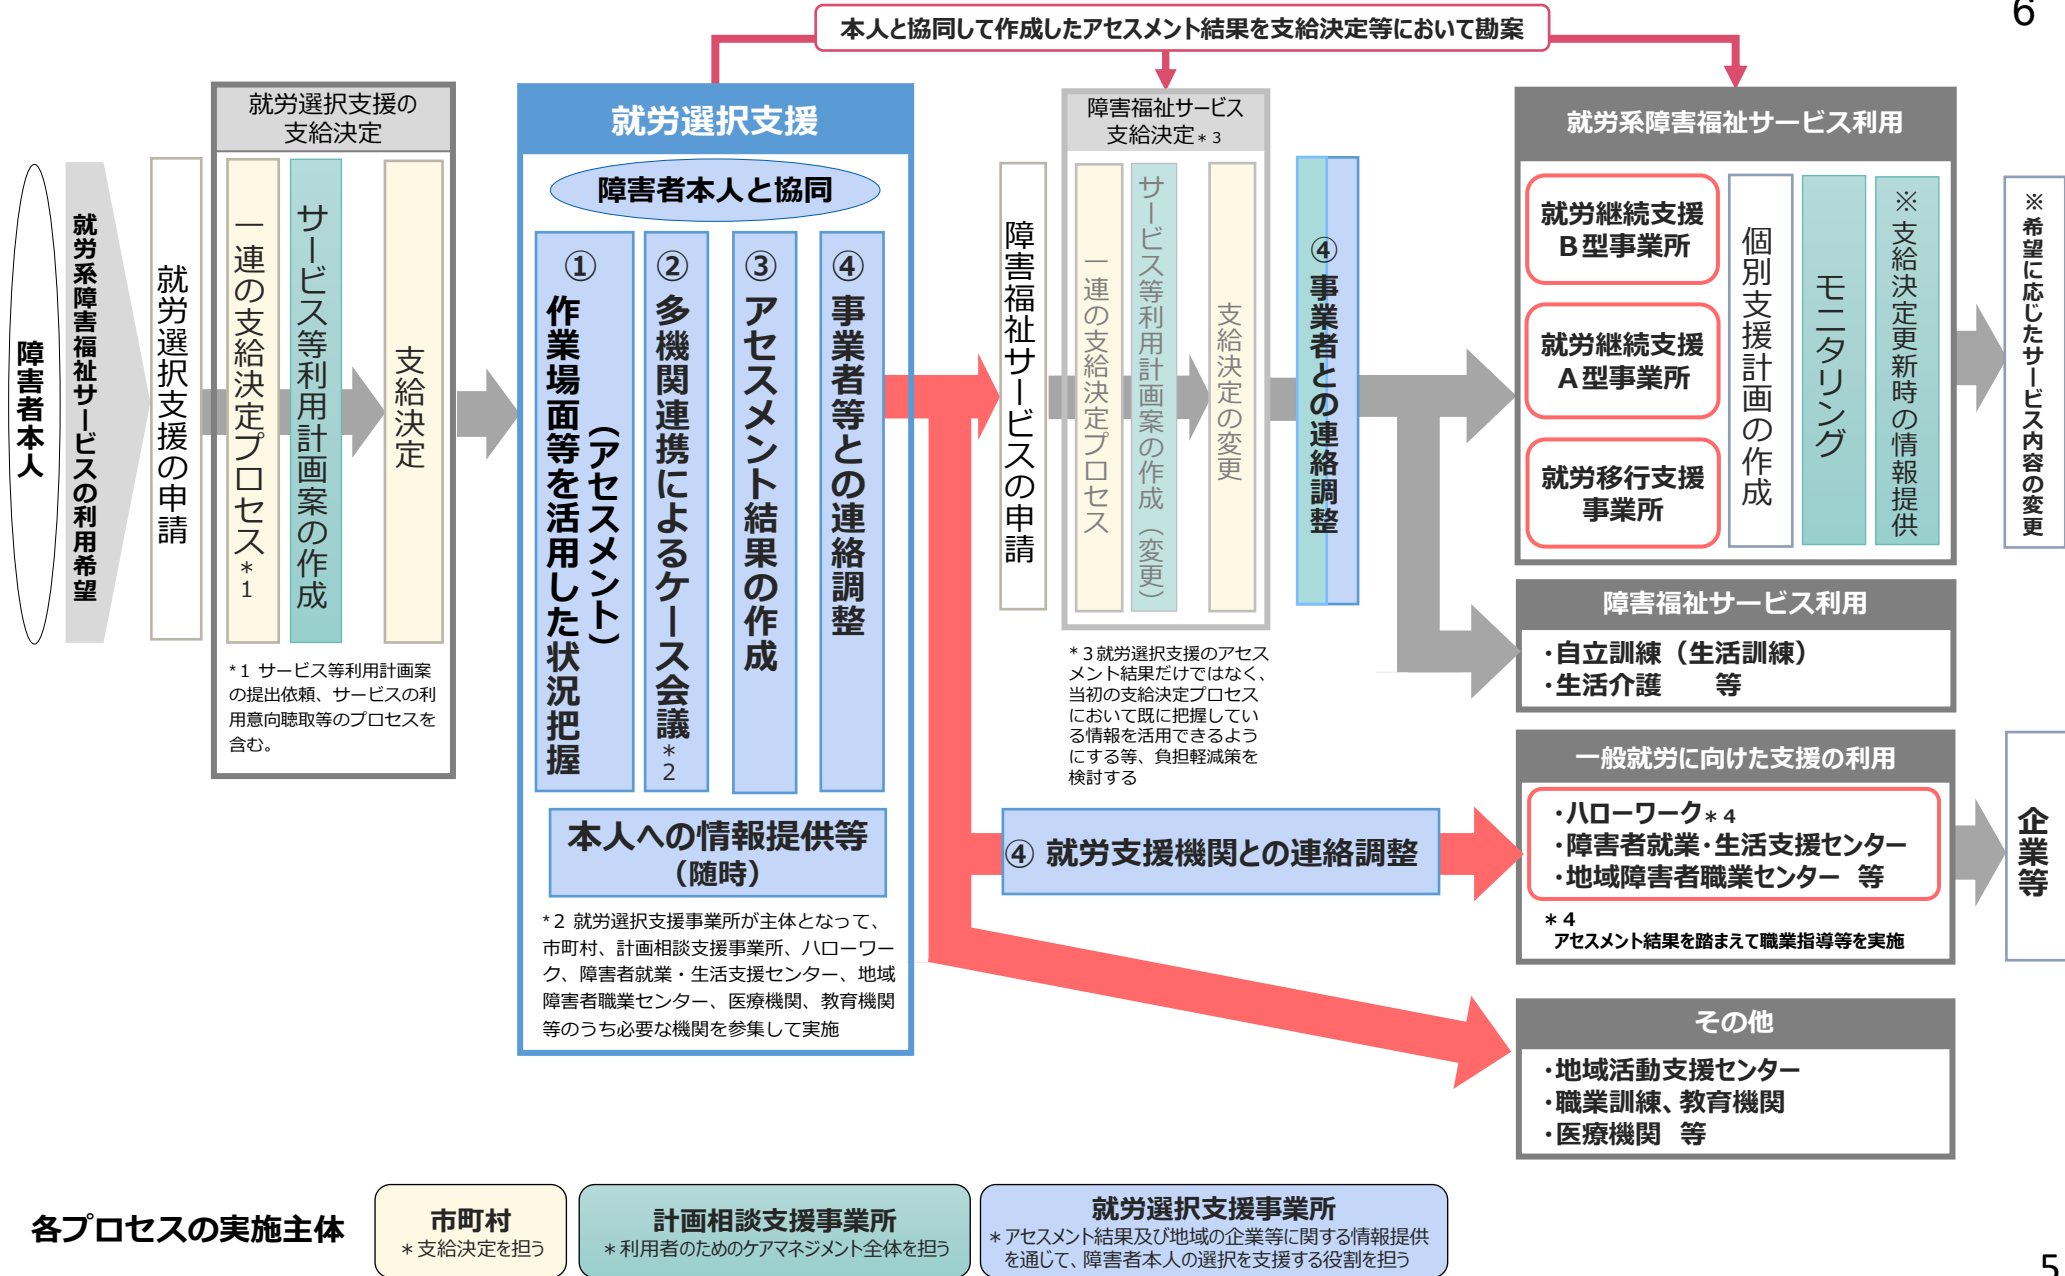 6
本人と協同して作成したアセスメント結果を支給決定等において勘案
障害者本人
就労系障害福祉サービスの利用希望
就労選択支援の申請
就労選択支援の
支給決定
一連の支給決定プロセス＊1
サービス等利用計画案の作成
支給決定
*1 サービス等利用計画案
の提出依頼、サービスの利
用意向聴取等のプロセスを
含む。
就労選択支援
障害者本人と協同
①作業場面等を活用した状況把握
（アセスメント）
②多機関連携によるケース会議＊2
③アセスメント結果の作成
④事業者等との連絡調整
本人への情報提供等
（随時）
*2 就労選択支援事業所が主体となって、
市町村、計画相談支援事業所、ハローワー
ク、障害者就業・生活支援センター、地域
障害者職業センター、医療機関、教育機関
等のうち必要な機関を参集して実施
障害福祉サービスの申請
障害福祉サービス
支給決定＊3
一連の支給決定プロセス
サービス等利用計画案の作成（変更）
支給決定の変更
*3就労選択支援のアセス
メント結果だけではなく、
当初の支給決定プロセス
において既に把握してい
る情報を活用できるよう
にする等、負担軽減策を
検討する
④事業者との連絡調整
④ 就労支援機関との連絡調整
就労系障害福祉サービス利用
就労継続支援
Ｂ型事業所
就労継続支援
Ａ型事業所
就労移行支援
事業所
個別支援計画の作成
モニタリング
※支給決定更新時の情報提供
※希望に応じたサービス内容の変更
障害福祉サービス利用
・自立訓練（生活訓練）
・生活介護　　等
一般就労に向けた支援の利用
・ハローワーク＊4
・障害者就業・生活支援センター
・地域障害者職業センター　等
＊4
アセスメント結果を踏まえて職業指導等を実施
企業等
その他
・地域活動支援センター
・職業訓練、教育機関
・医療機関　等
各プロセスの実施主体
市町村
＊支給決定を担う
計画相談支援事業所
＊利用者のためのケアマネジメント全体を担う
就労選択支援事業所
＊アセスメント結果及び地域の企業等に関する情報提供
を通じて、障害者本人の選択を支援する役割を担う
5